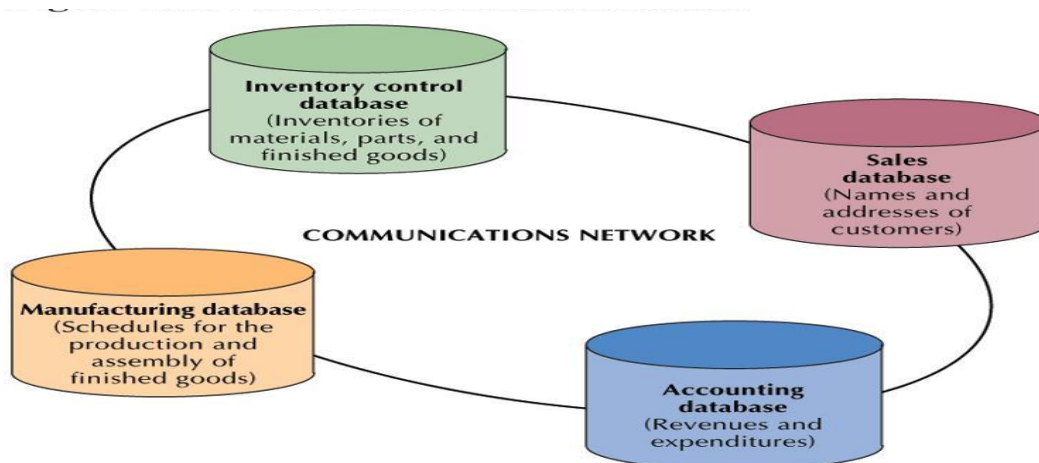 Inventory control
database
(Inventories of
materials, parts, and
finished goods)
Sales
database
(Names and
addresses of
customers)
COMMUNICATIONS NETWORK
Manufacturing database
(Schedules for the
production and
assembly of
finished goods)
Accounting
database
(Revenues and
expenditures)